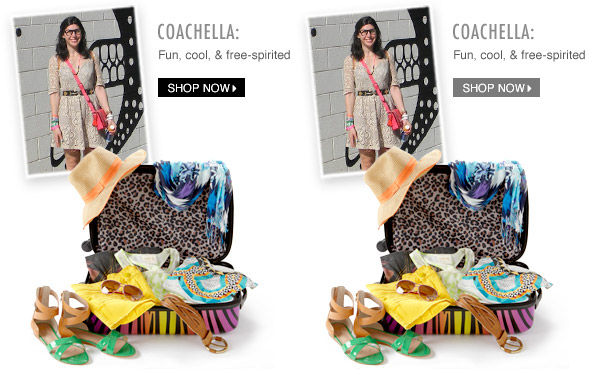 COACHELLA:
Fun, cool, & free-spirited
SHOP NOW
COACHELLA:
Fun, cool, & free-spirited
SHOP NOW